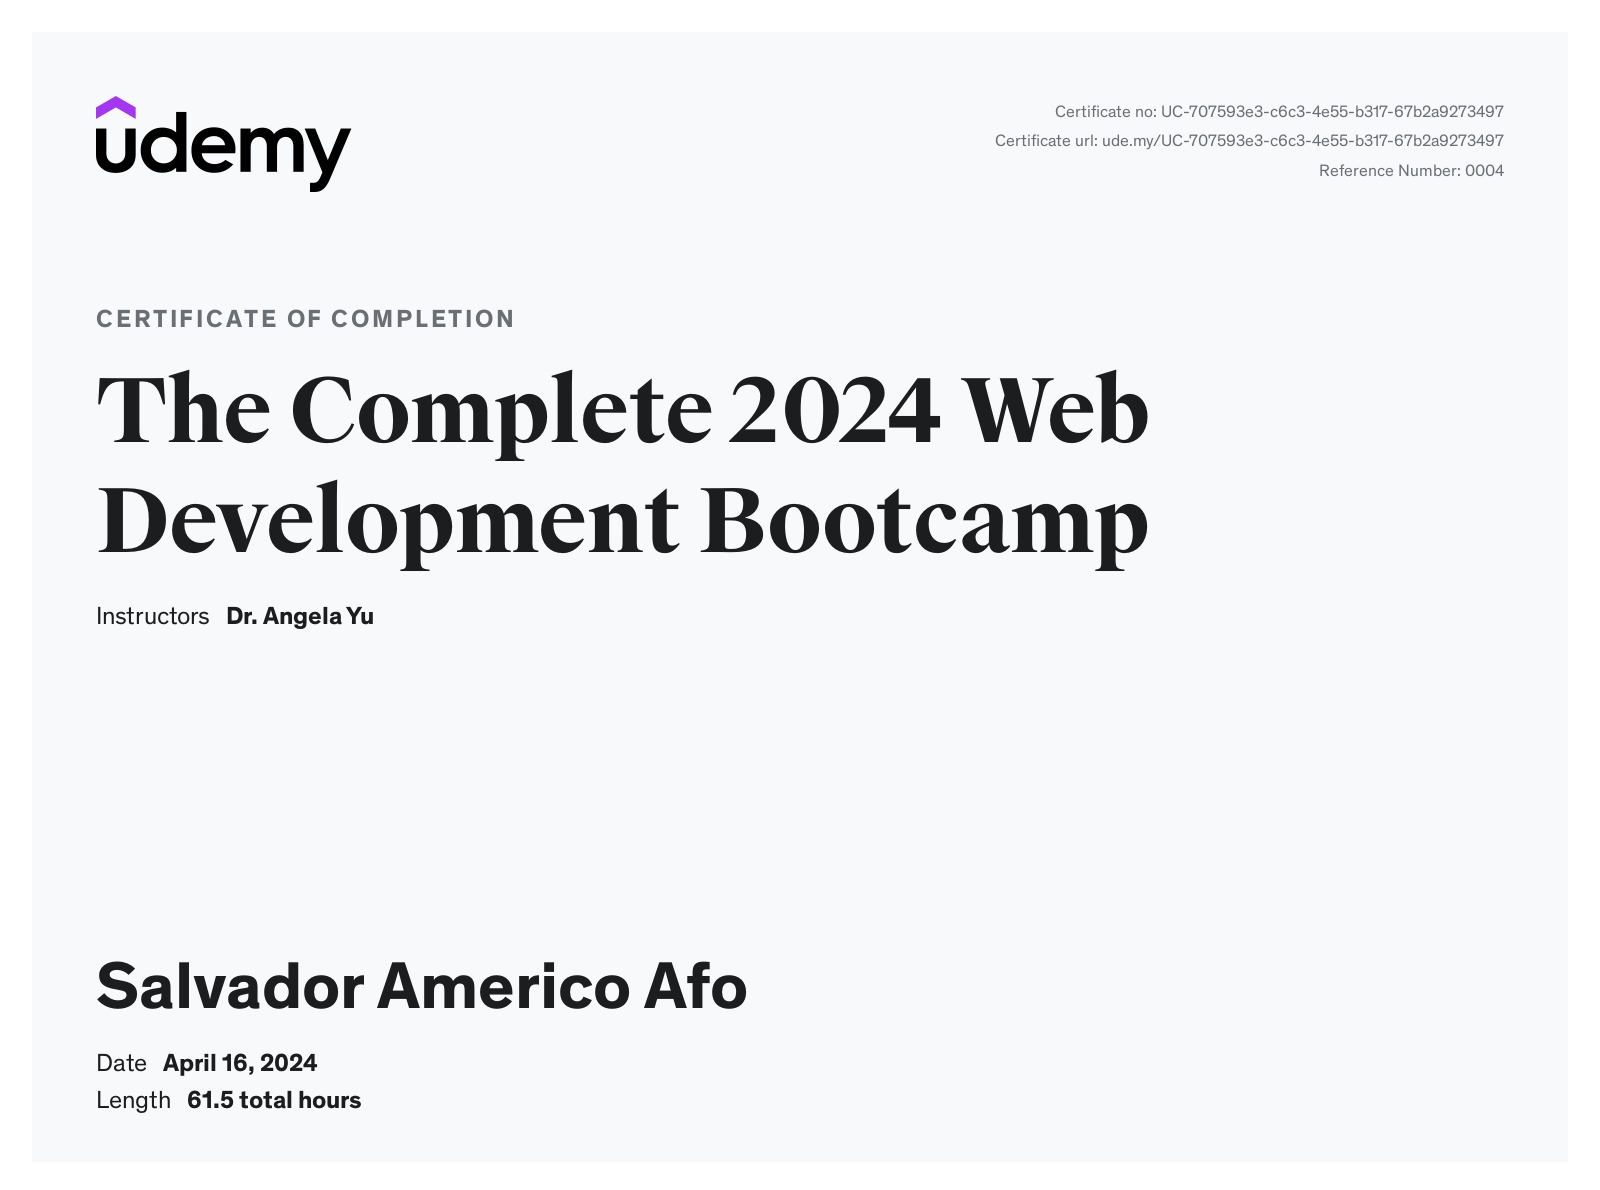 udemy
Certificate no: UC-707593e3-c6c3-4e55-b317-67b2a9273497
Certificate url: ude.my/UC-707593e3-c6c3-4e55-b317-67b2a9273497
Reference Number: 0004
CERTIFICATE OF COMPLETION
The Complete 2024 Web
Development Bootcamp
Instructors Dr. Angela Yu
Salvador Americo Afo
Date April 16, 2024
Length 61.5 total hours